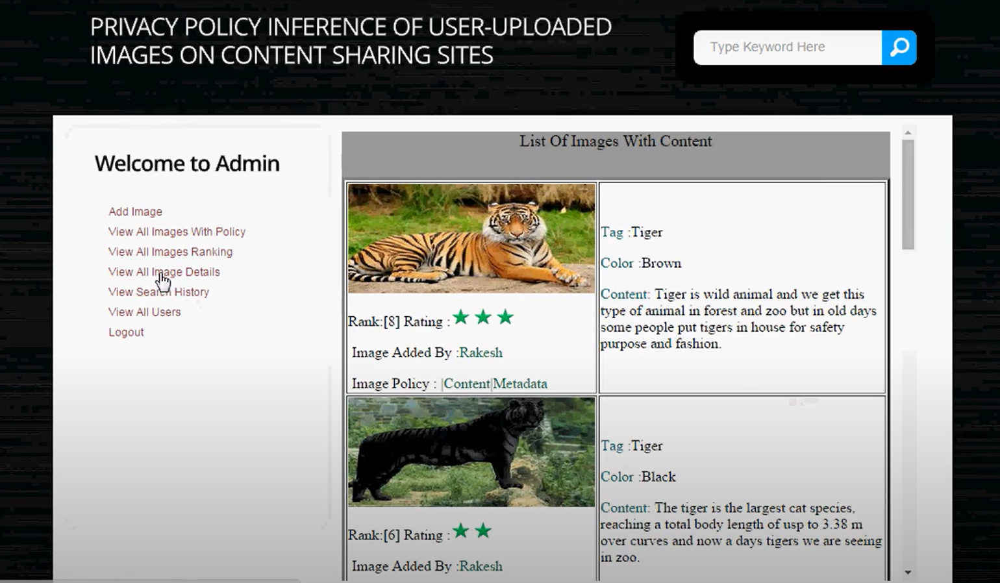 PRIVACY POLICY INFERENCE OF USER-UPLOADED
IMAGES ON CONTENT SHARING SITES
Type Keyword Here
Welcome to Admin
Add Image
View All Images With Policy
View All Images Ranking
View All Image Details
View Search History
View All Users
Logout
List Of Images With Content
Rank:[8] Rating :
Image Added By :Rakesh
Image Policy : |Content|Metadata
Tag :Tiger
Color :Brown
Content: Tiger is wild animal and we get this
type of animal in forest and zoo but in old days
some people put tigers in house for safety
purpose and fashion.
Rank:[6] Rating :
Image Added By :Rakesh
Tag :Tiger
Color :Black
Content: The tiger is the largest cat species,
reaching a total body length of usp to 3.38 m
over curves and now a days tigers we are seeing
in zoo.